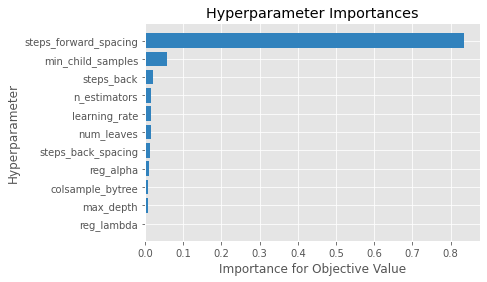 Hyperparameter Importances
steps_forward_spacing
min_child_samples
steps_back
n_estimators
learning_rate
num_leaves
steps_back_spacing
reg_alpha
colsample_bytree
max_depth
reg_lambda
Hyperparameter
0.0 0.1 0.2 0.3 0.4 0.5 0.6 0.7 0.8
Importance for Objective Value